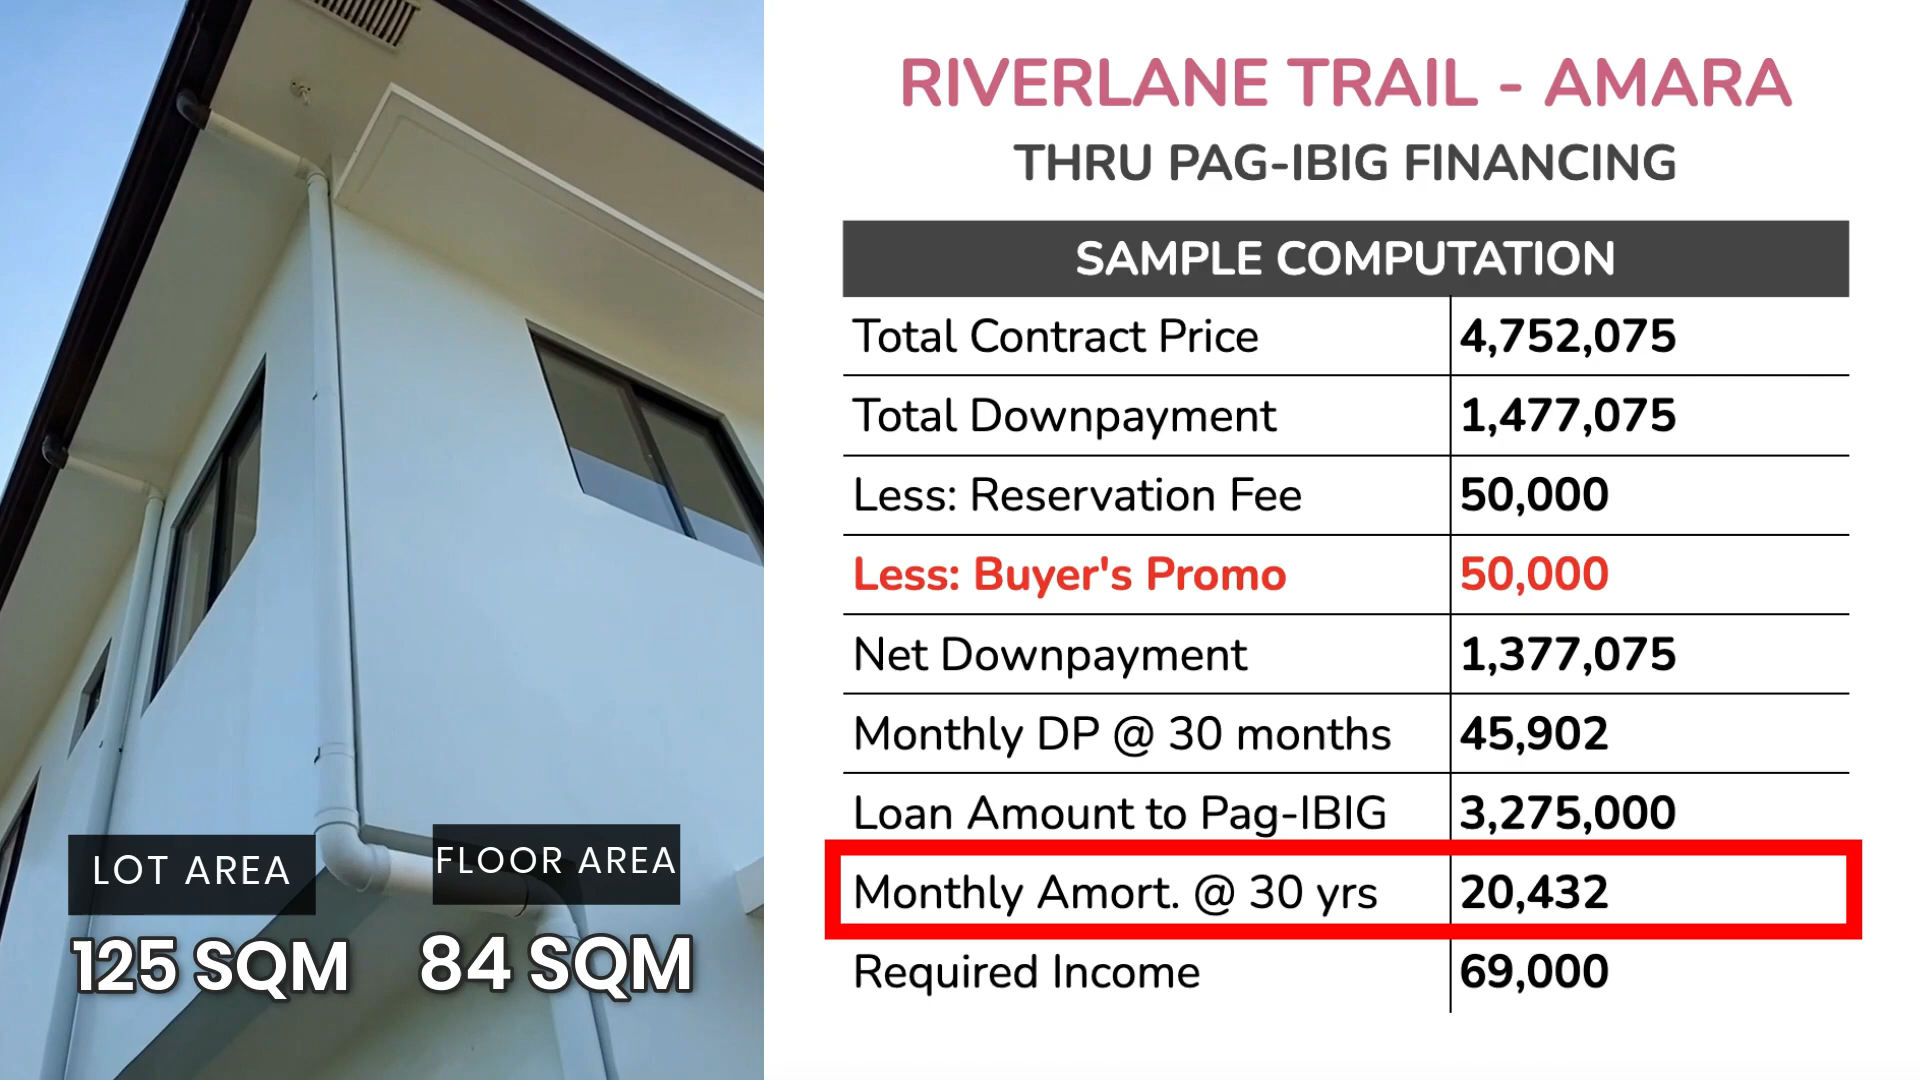 RIVERLANE TRAIL - AMARA
THRU PAG-IBIG FINANCING
SAMPLE COMPUTATION
Total Contract Price 4,752,075
Total Downpayment 1,477,075
Less: Reservation Fee 50,000
Less: Buyer's Promo 50,000
Net Downpayment 1,377,075
Monthly DP @ 30 months 45,902
Loan Amount to Pag-IBIG 3,275,000
Monthly Amort. @ 30 yrs 20,432
Required Income 69,000
LOT AREA
125 SQM
FLOOR AREA
84 SQM